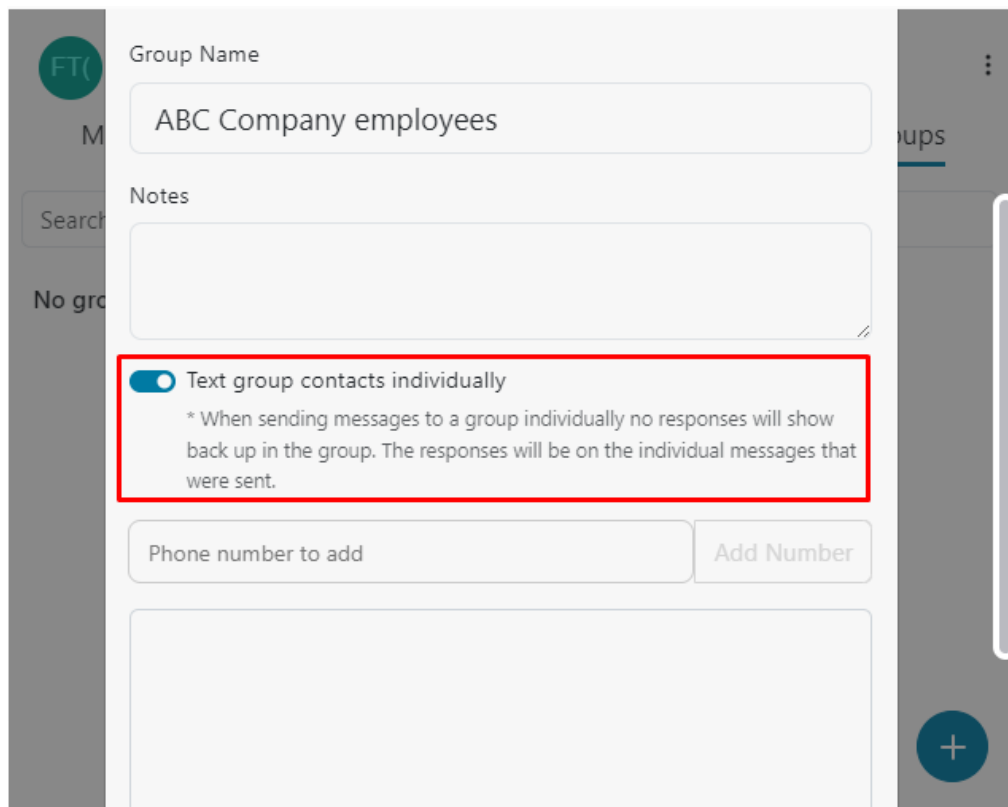 Group Name
FT(
ABC Company employees
M
oups
Notes
Search
No gro
Text group contacts individually
* When sending messages to a group individually no responses will show
back up in the group. The responses will be on the individual messages that
were sent.
Phone number to add
Add Number